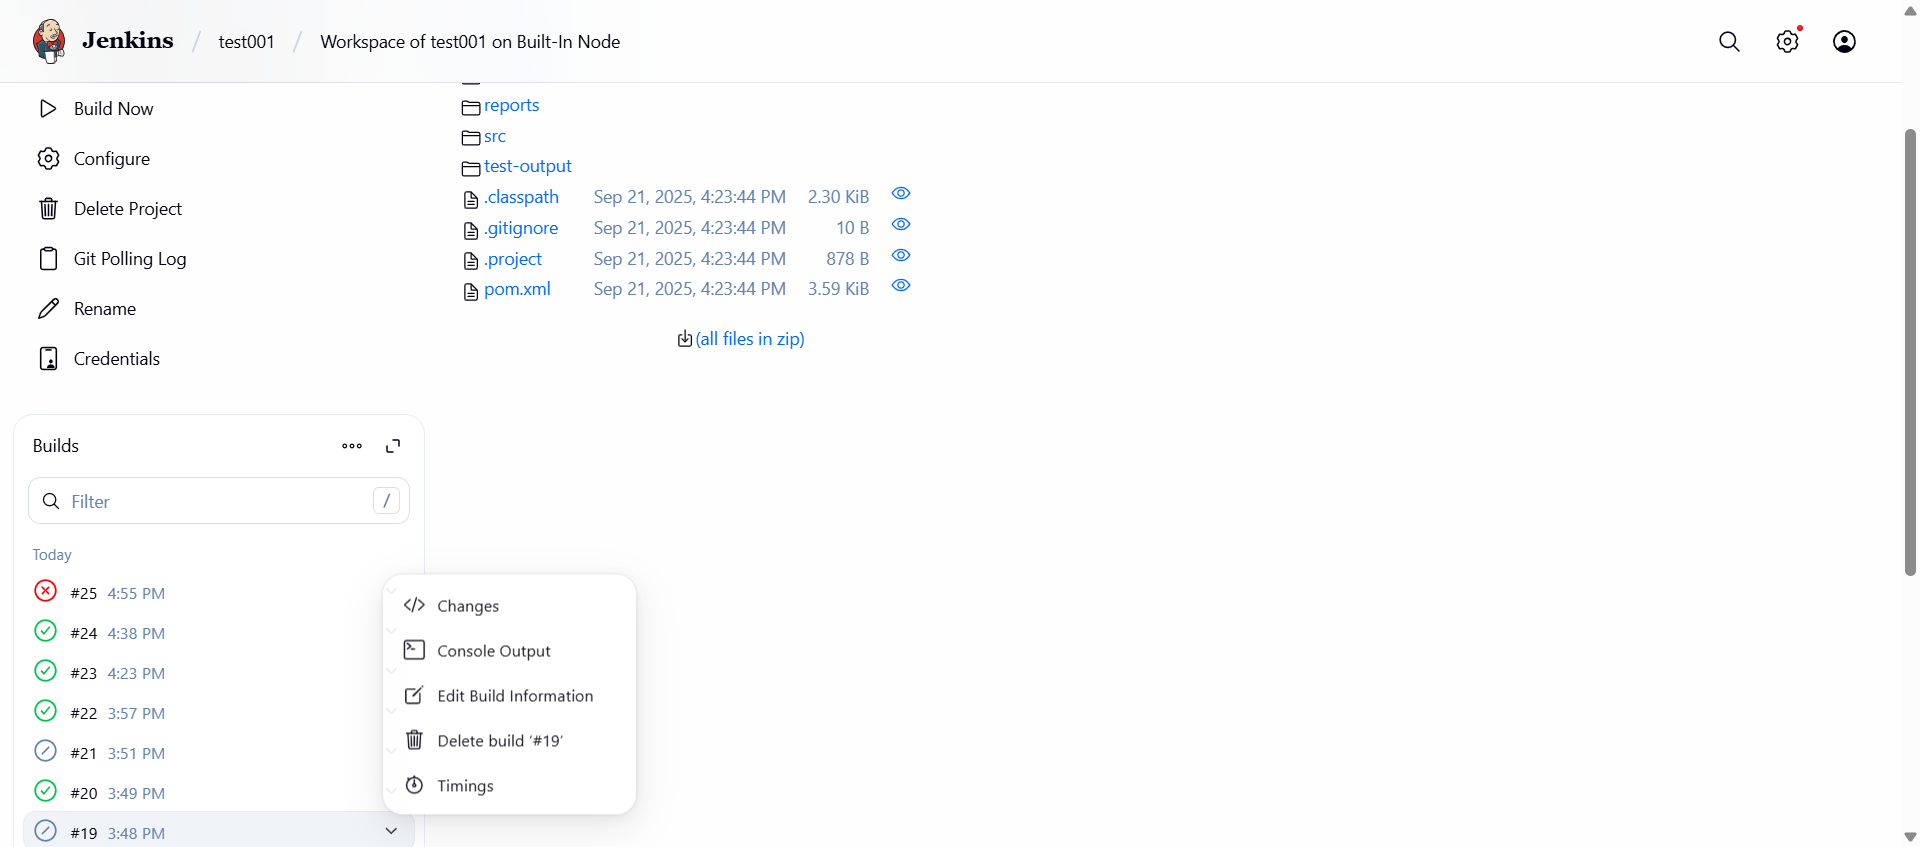 Jenkins / test001 / Workspace of test001 on Built-In Node
Build Now
Configure
Delete Project
Git Polling Log
Rename
Credentials
reports
src
test-output
.classpath Sep 21, 2025, 4:23:44 PM 2.30 KiB
.gitignore Sep 21, 2025, 4:23:44 PM 10 B
.project Sep 21, 2025, 4:23:44 PM 878 B
pom.xml Sep 21, 2025, 4:23:44 PM 3.59 KiB
(all files in zip)
Builds
Filter /
Today
#25 4:55 PM
#24 4:38 PM
#23 4:23 PM
#22 3:57 PM
#21 3:51 PM
#20 3:49 PM
#19 3:48 PM
Changes
Console Output
Edit Build Information
Delete build ‘#19’
Timings